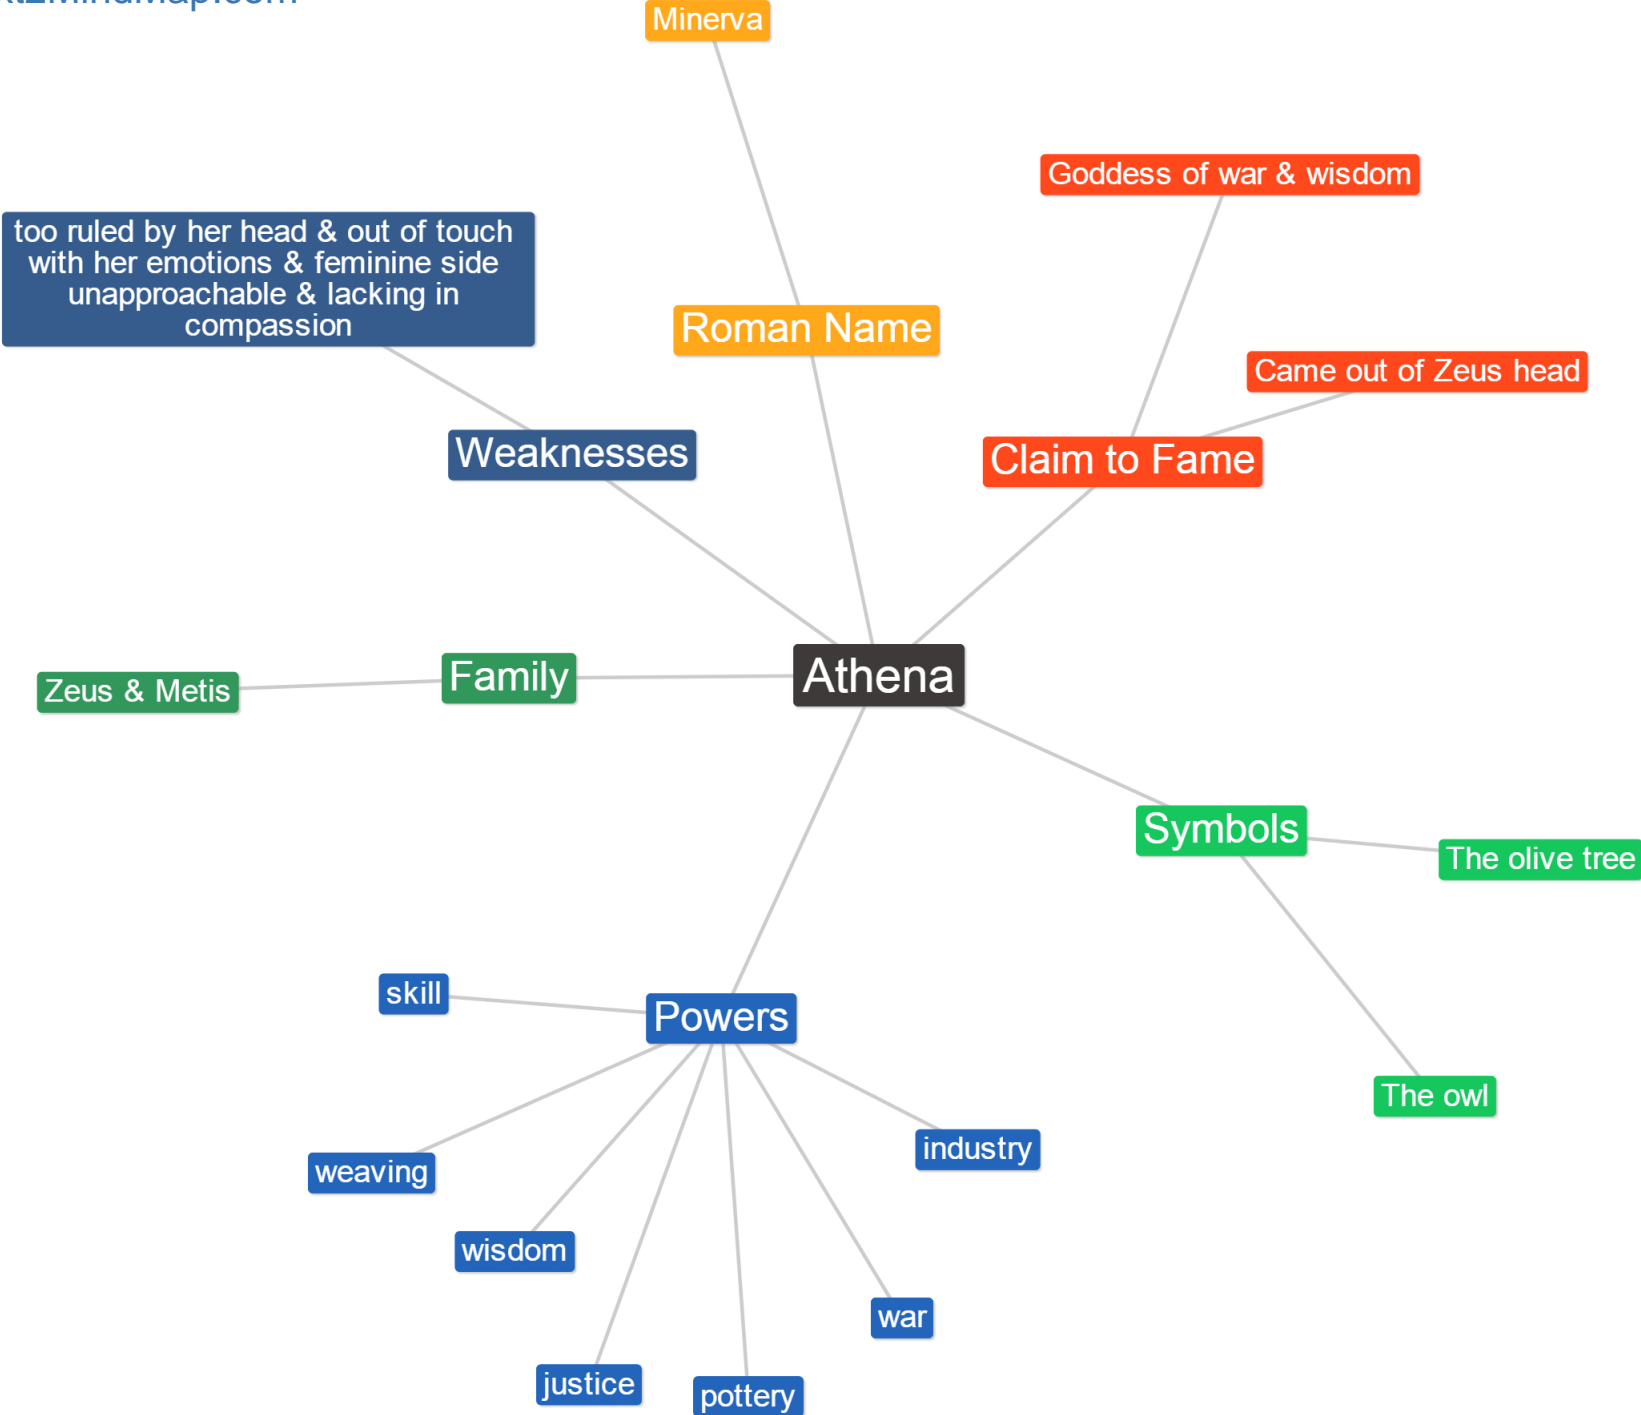 Minerva
Goddess of war & wisdom
too ruled by her head & out of touch
with her emotions & feminine side
unapproachable & lacking in
compassion
Roman Name
Came out of Zeus head
Weaknesses
Claim to Fame
Zeus & Metis
Family
Athena
Symbols
The olive tree
skill
Powers
The owl
industry
weaving
wisdom
war
justice
pottery